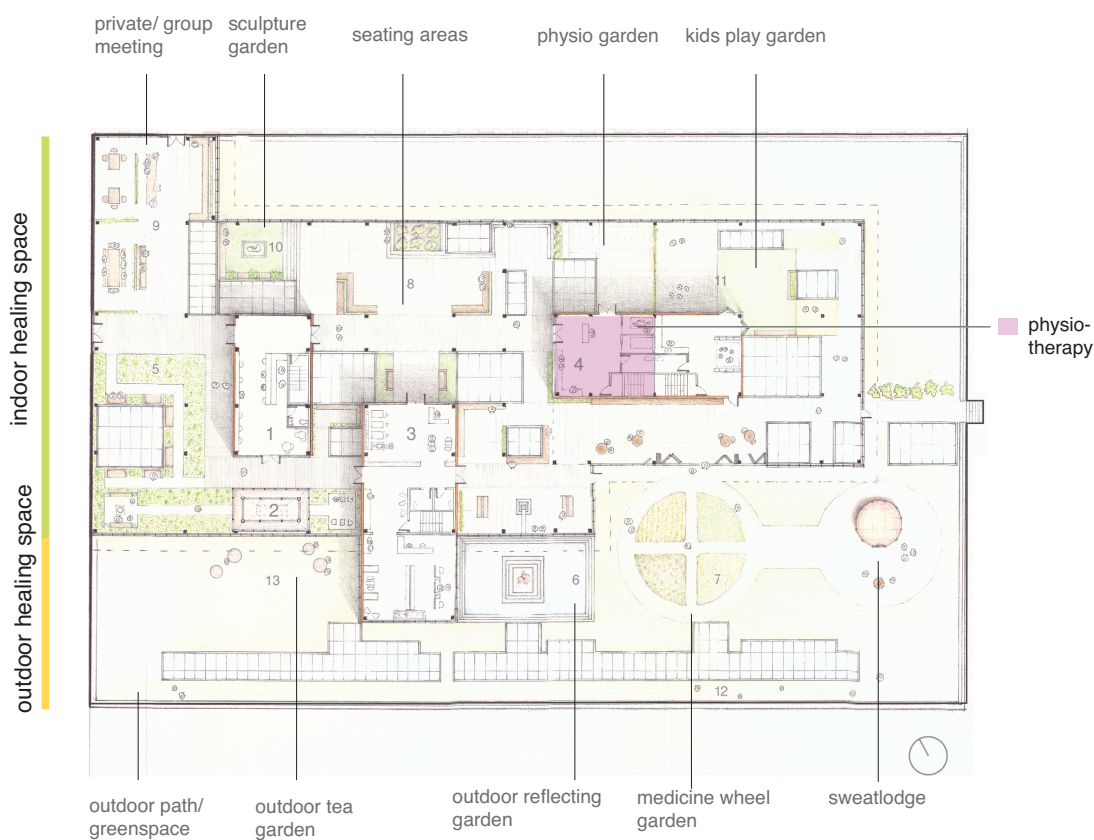 private/ group
meeting
sculpture
garden
seating areas
physio garden
kids play garden
indoor healing space
outdoor healing space
9
10
8
11
physio-
therapy
4
5
1
3
2
13
6
7
12
outdoor path/
greenspace
outdoor tea
garden
outdoor reflecting
garden
medicine wheel
garden
sweatlodge